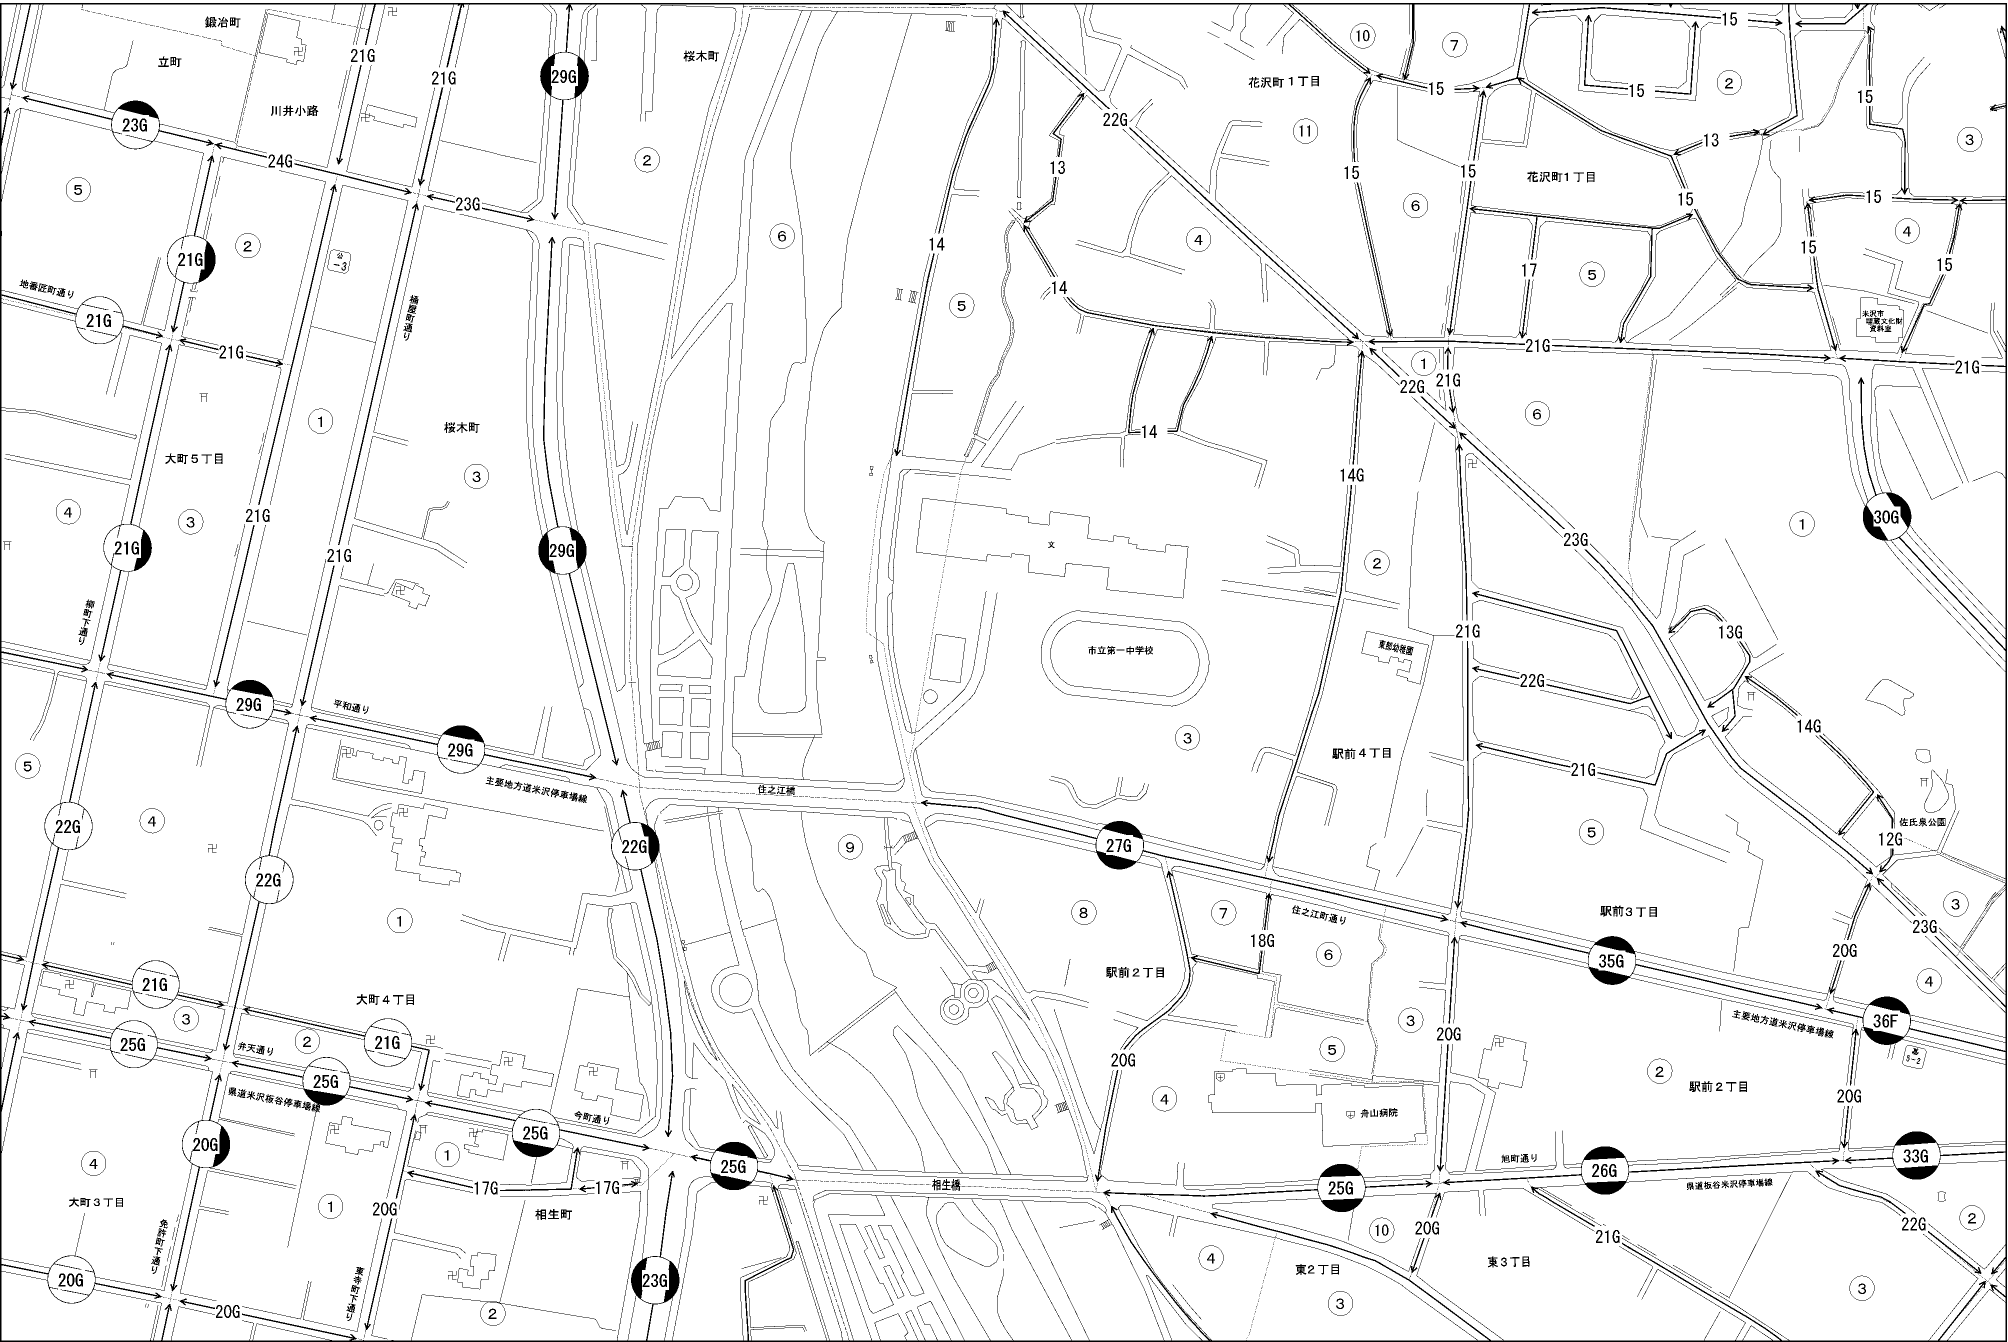 鍛冶町
立町
川井小路
21G
21G
29G
桜木町
23G
24G
23G
②
⑤
②
21G
公
-3
地番匠町通り
21G
21G
桶屋町通り
⑥
22G
13
14
14
⑤
④
花沢町1丁目
⑩
⑦
⑪
15
15
15
15
②
13
15
15
花沢町1丁目
③
⑥
15
17
⑤
15
15
④
15
米沢市
埋蔵文化財
資料室
21G
21G
①
22G
21G
⑥
①
桜木町
③
大町5丁目
④
③
21G
21G
21G
29G
14
14G
文
市立第一中学校
②
23G
①
30G
柳町下通り
東部幼稚園
21G
22G
21G
13G
14G
12G
佐氏泉公園
29G
平和通り
29G
主要地方道米沢停車場線
住之江橋
③
駅前4丁目
⑤
⑤
22G
④
22G
22G
⑨
27G
⑧
⑦
住之江町通り
18G
⑥
駅前3丁目
35G
20G
③
23G
④
①
21G
大町4丁目
③
②
21G
25G
弁天通り
25G
県道米沢板谷停車場線
今町通り
25G
25G
駅前2丁目
20G
⑤
③
20G
主要地方道米沢停車場線
36F
5-2
②
駅前2丁目
20G
④
舟山病院
20G
④
大町3丁目
①
①
17G
17G
相生町
20G
相生橋
25G
旭町通り
26G
33G
県道板谷米沢停車場線
免許町下通り
20G
20G
東寺町下通り
②
23G
④
⑩
20G
東2丁目
③
東3丁目
21G
22G
②
③